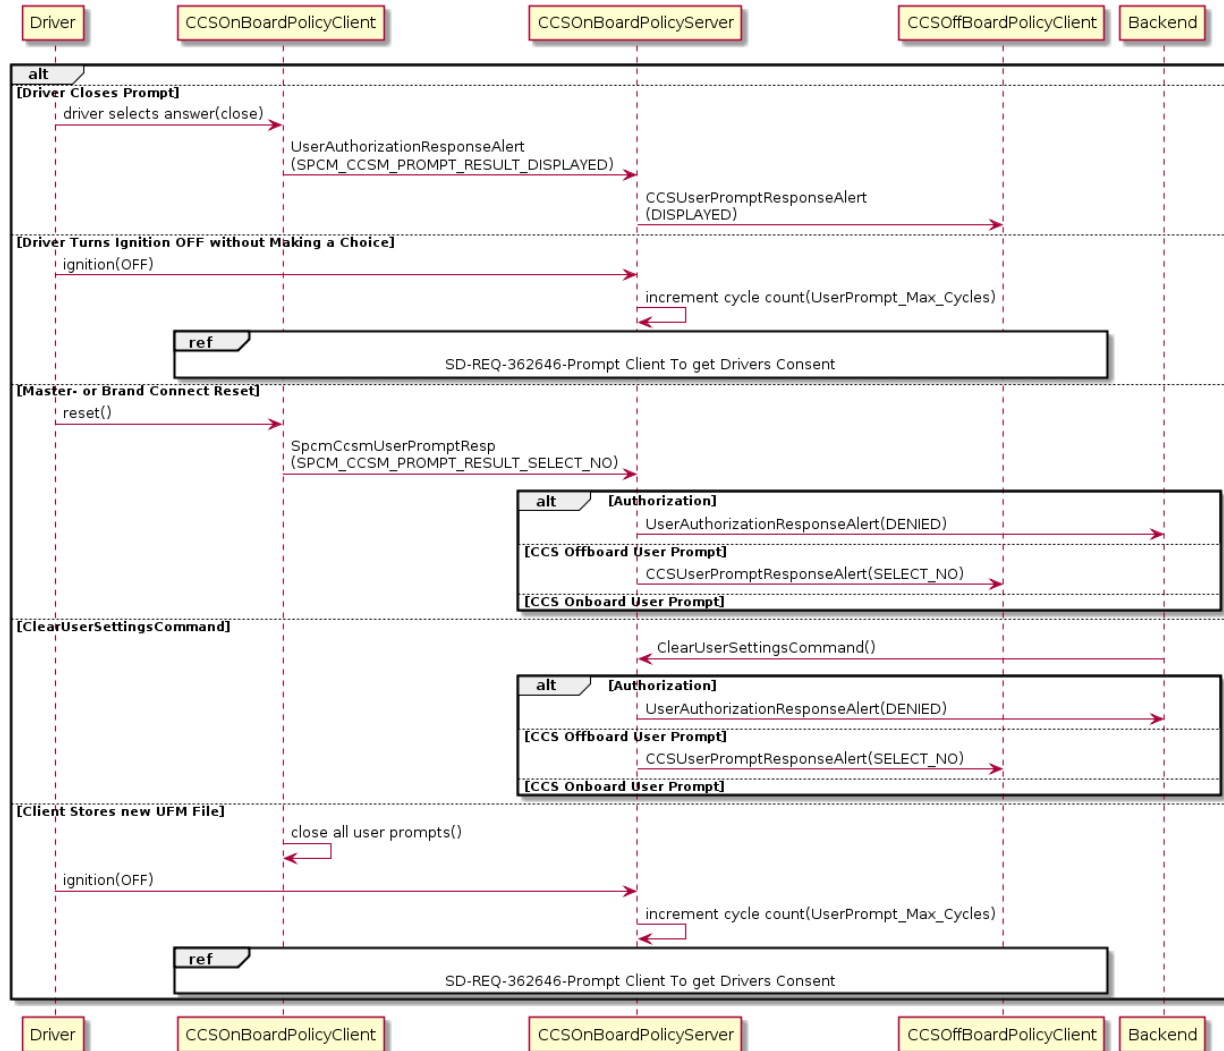 Driver
CCSOnBoardPolicyClient
CCSOnBoardPolicyServer
CCSOffBoardPolicyClient
Backend
alt
[Driver Closes Prompt]
driver selects answer(close)
UserAuthorizationResponseAlert
(SPCM_CCSM_PROMPT_RESULT_DISPLAYED)
CCSUserPromptResponseAlert
(DISPLAYED)
[Driver Turns Ignition OFF without Making a Choice]
ignition(OFF)
increment cycle count(UserPrompt_Max_Cycles)
ref
SD-REQ-362646-Prompt Client To get Drivers Consent
[Master- or Brand Connect Reset]
reset()
SpcmCcsmUserPromptResp
(SPCM_CCSM_PROMPT_RESULT_SELECT_NO)
alt
[Authorization]
UserAuthorizationResponseAlert(DENIED)
[CCS Offboard User Prompt]
CCSUserPromptResponseAlert(SELECT_NO)
[CCS Onboard User Prompt]
[ClearUserSettingsCommand]
ClearUserSettingsCommand()
alt
[Authorization]
UserAuthorizationResponseAlert(DENIED)
[CCS Offboard User Prompt]
CCSUserPromptResponseAlert(SELECT_NO)
[CCS Onboard User Prompt]
[Client Stores new UFM File]
close all user prompts()
ignition(OFF)
increment cycle count(UserPrompt_Max_Cycles)
ref
SD-REQ-362646-Prompt Client To get Drivers Consent
Driver
CCSOnBoardPolicyClient
CCSOnBoardPolicyServer
CCSOffBoardPolicyClient
Backend